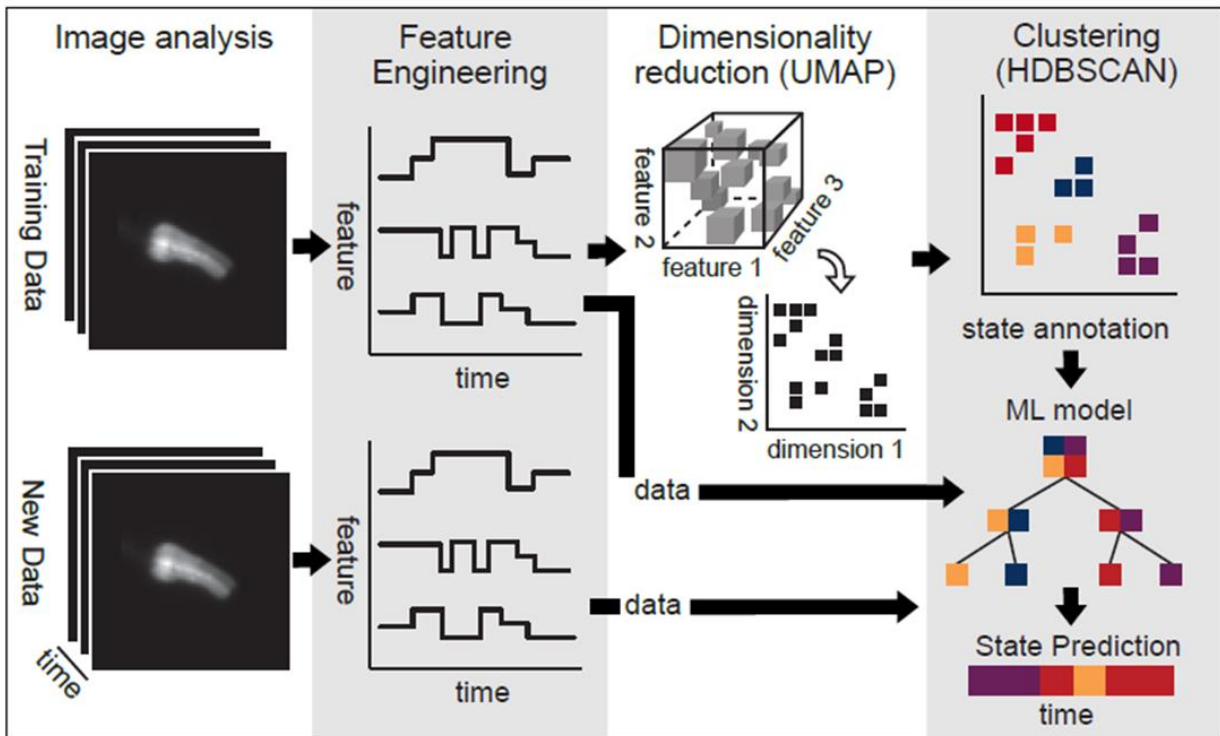 Image analysis
Feature
Engineering
Dimensionality
reduction (UMAP)
Clustering
(HDBSCAN)
Training Data
feature
time
feature 2
feature 1
feature 3
dimension 2
dimension 1
state annotation
ML model
New Data
time
feature
time
data
data
State Prediction
time